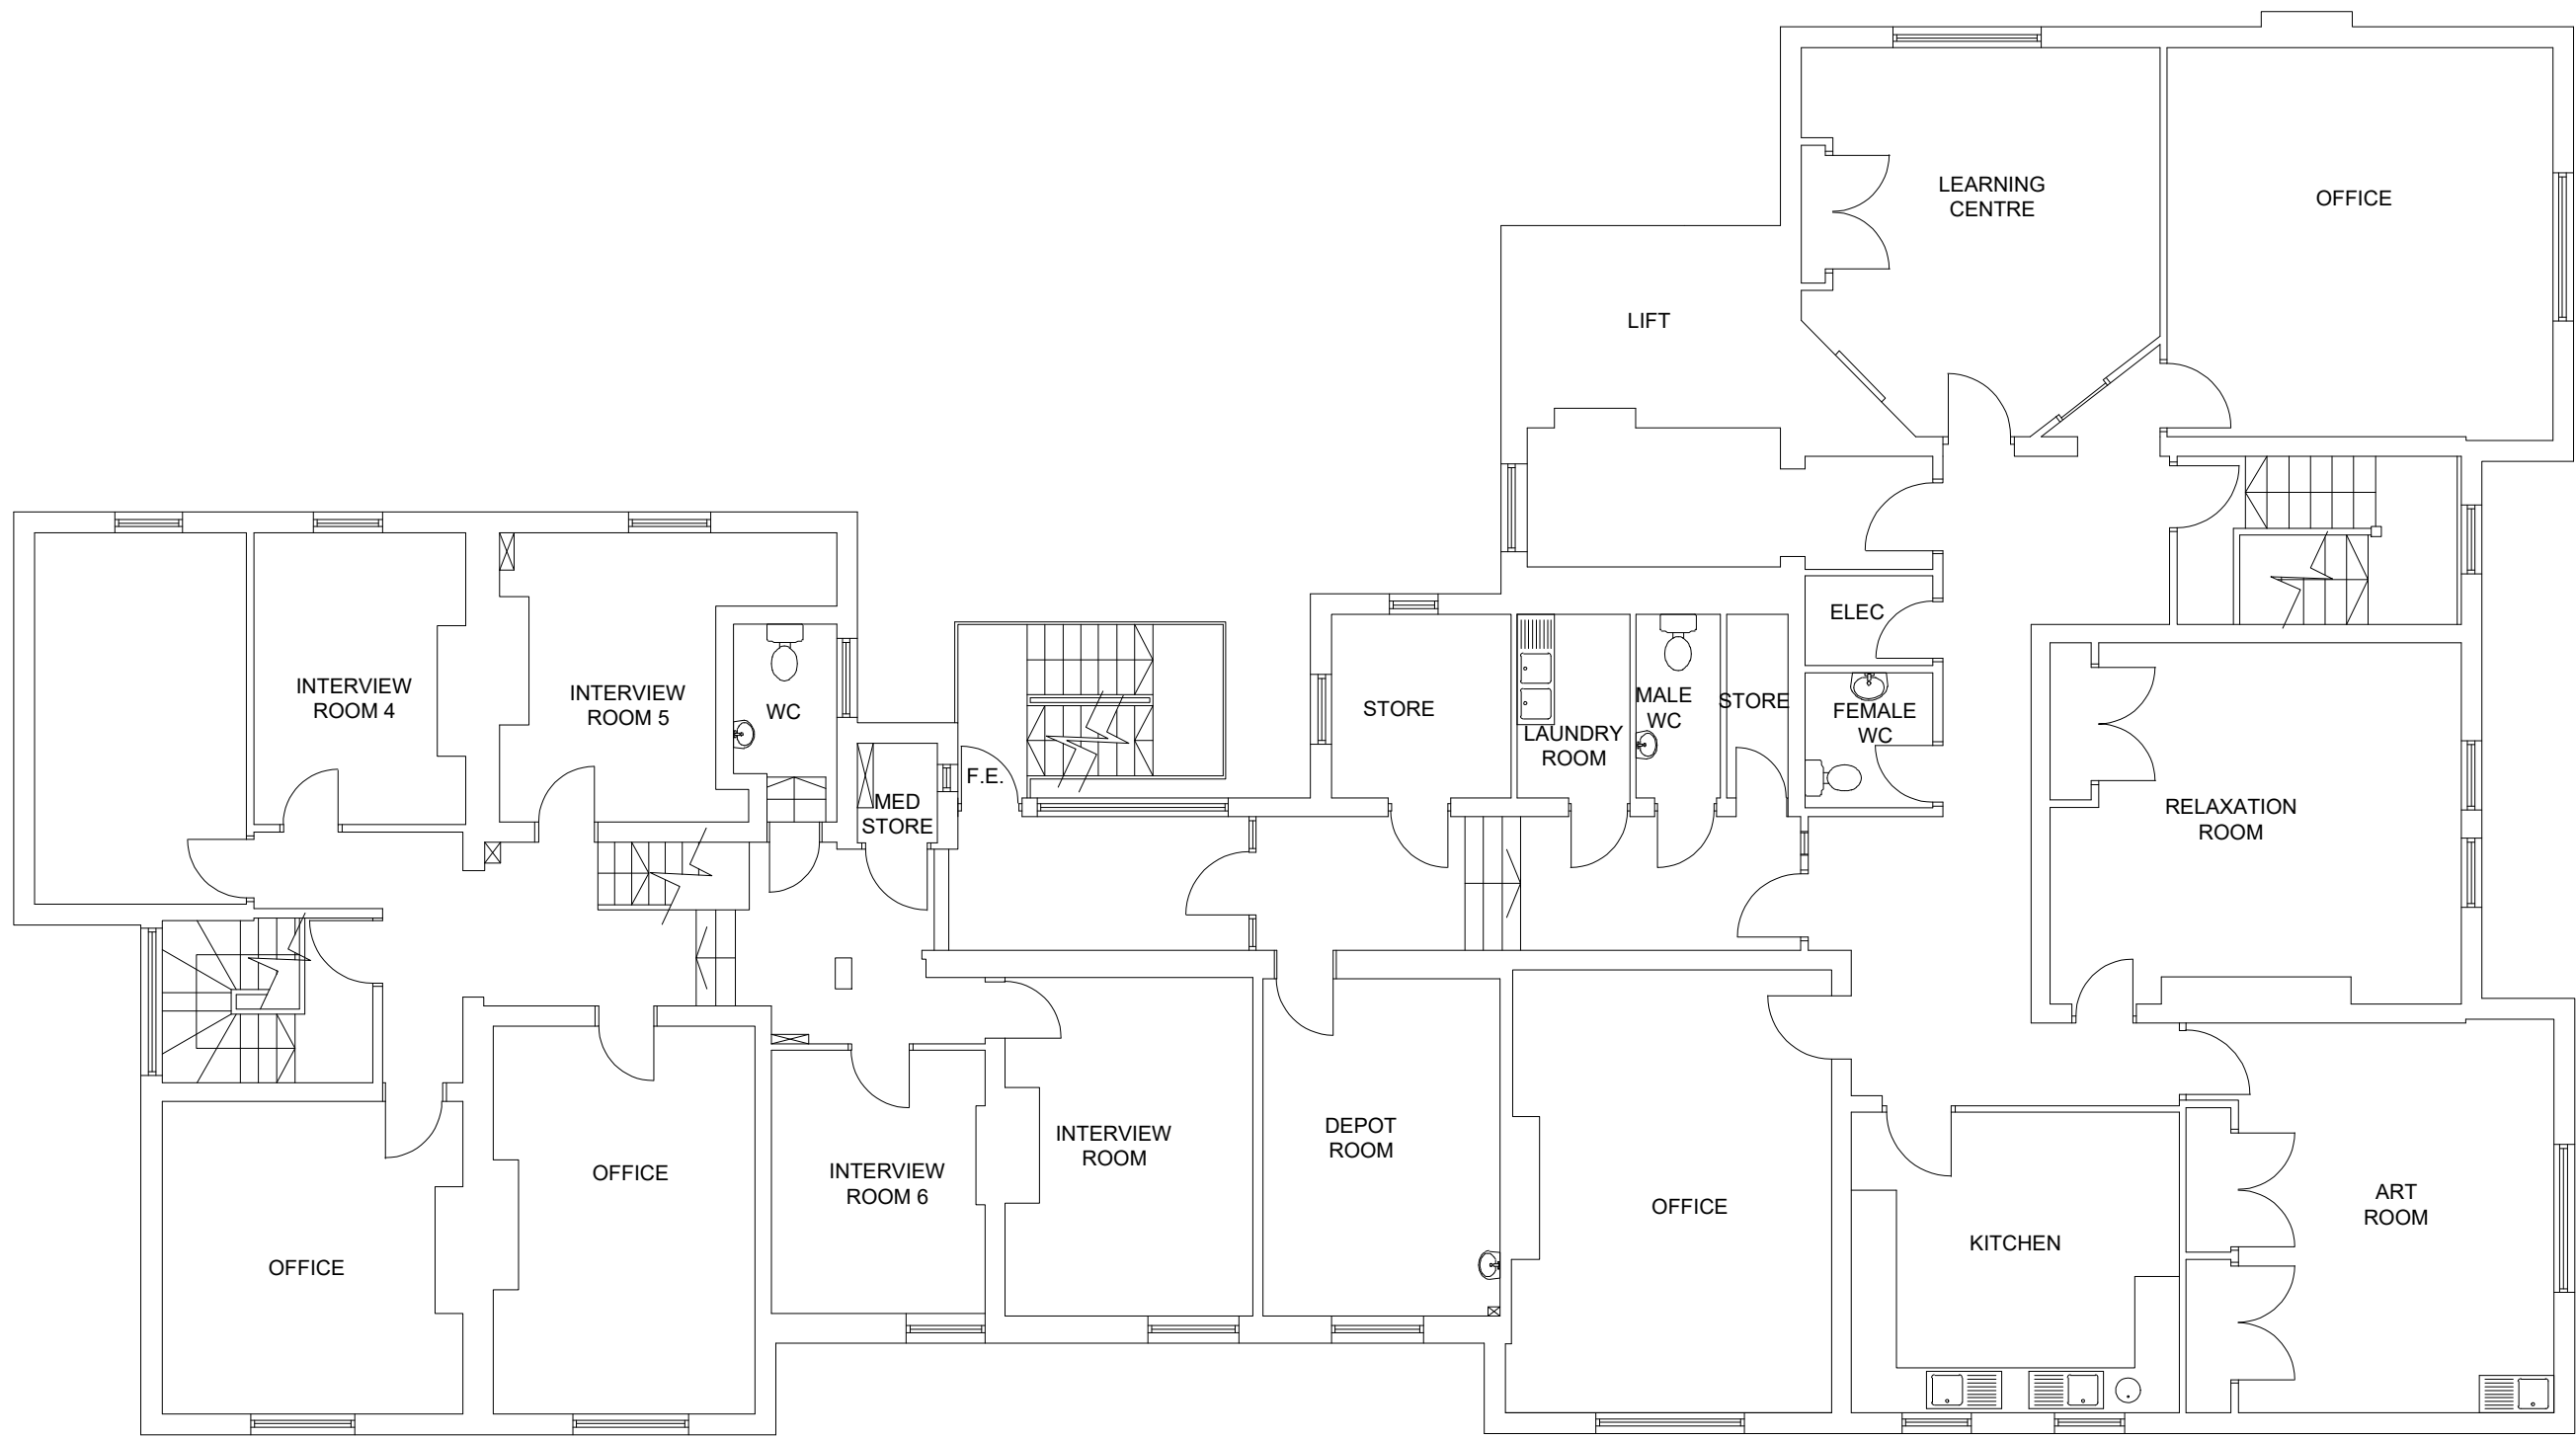 LEARNING
CENTRE
OFFICE
LIFT
ELEC
INTERVIEW
ROOM 4
INTERVIEW
ROOM 5
WC
STORE
MALE
WC
STORE
FEMALE
WC
LAUNDRY
ROOM
F.E.
MED
STORE
RELAXATION
ROOM
INTERVIEW
ROOM
DEPOT
ROOM
OFFICE
INTERVIEW
ROOM 6
OFFICE
ART
ROOM
KITCHEN
OFFICE